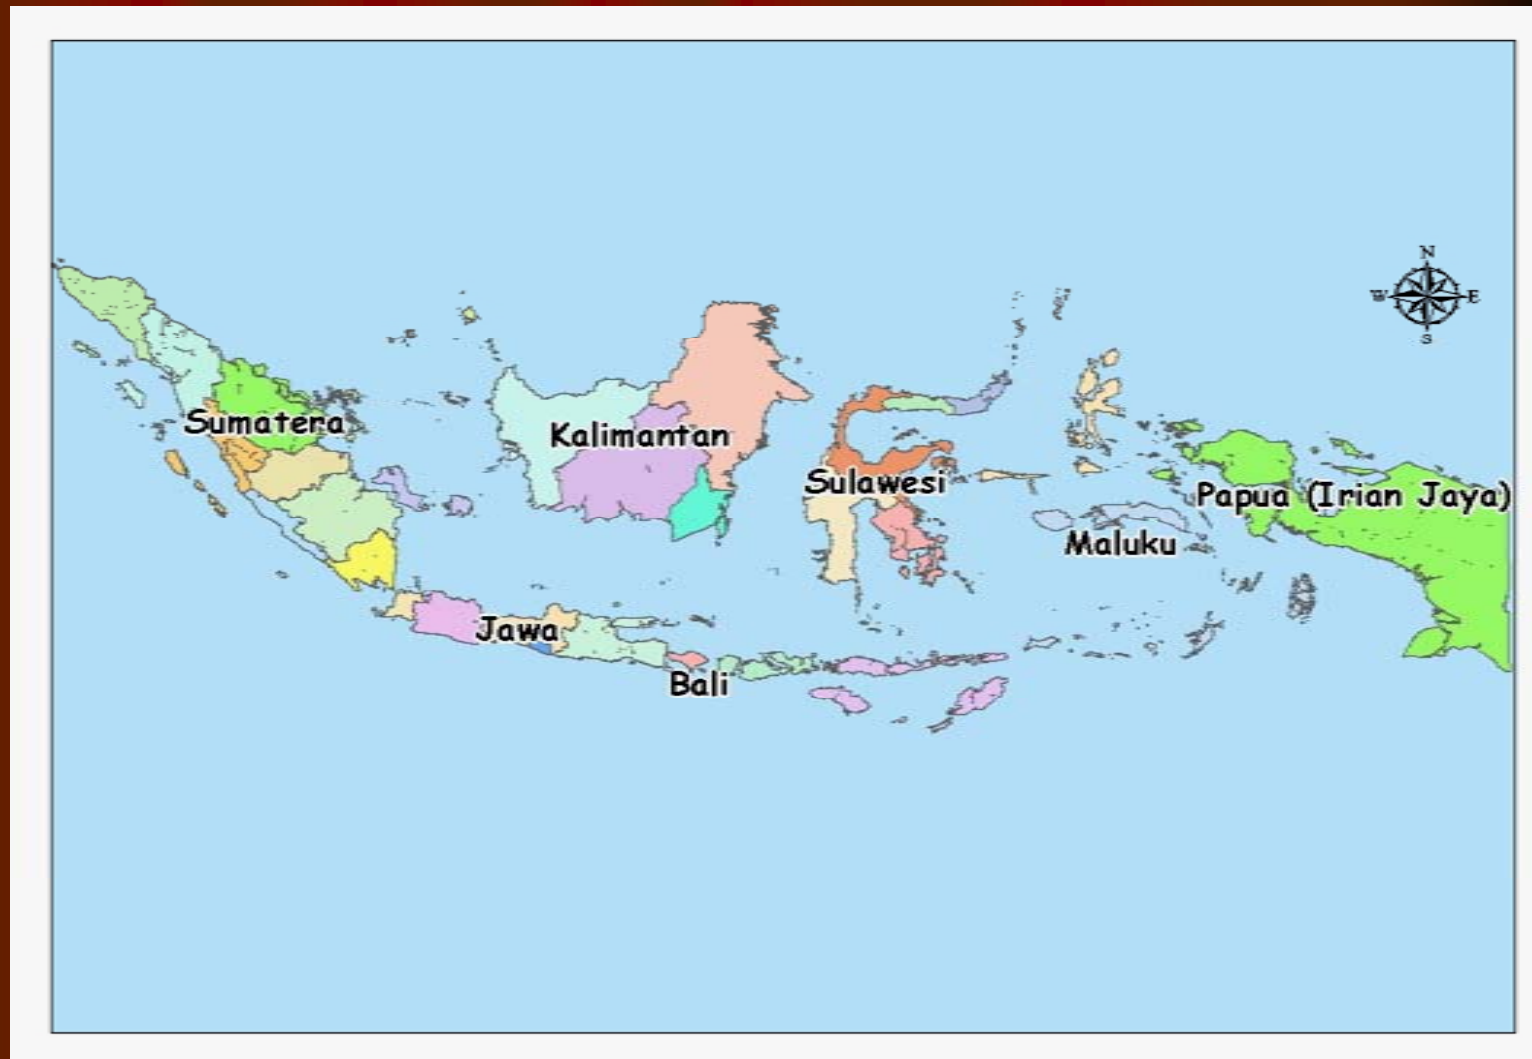 N
W E
S
Sumatera
Kalimantan
Sulawesi
Papua (Irian Jaya)
Maluku
Jawa
Bali